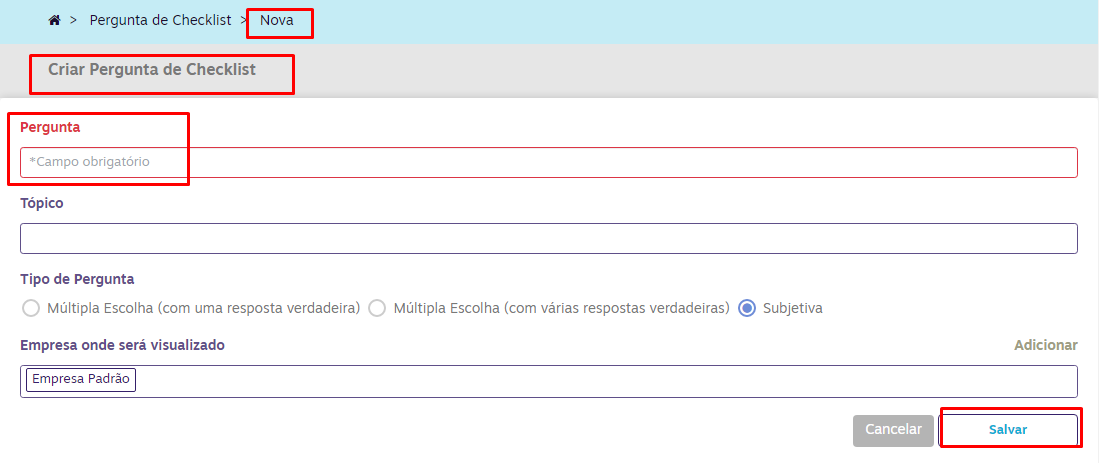 > Pergunta de Checklist > Nova
Criar Pergunta de Checklist
Pergunta
*Campo obrigatório
Tópico
Tipo de Pergunta
Múltipla Escolha (com uma resposta verdadeira) Múltipla Escolha (com várias respostas verdadeiras) Subjetiva
Empresa onde será visualizado Adicionar
Empresa Padrão
Cancelar Salvar